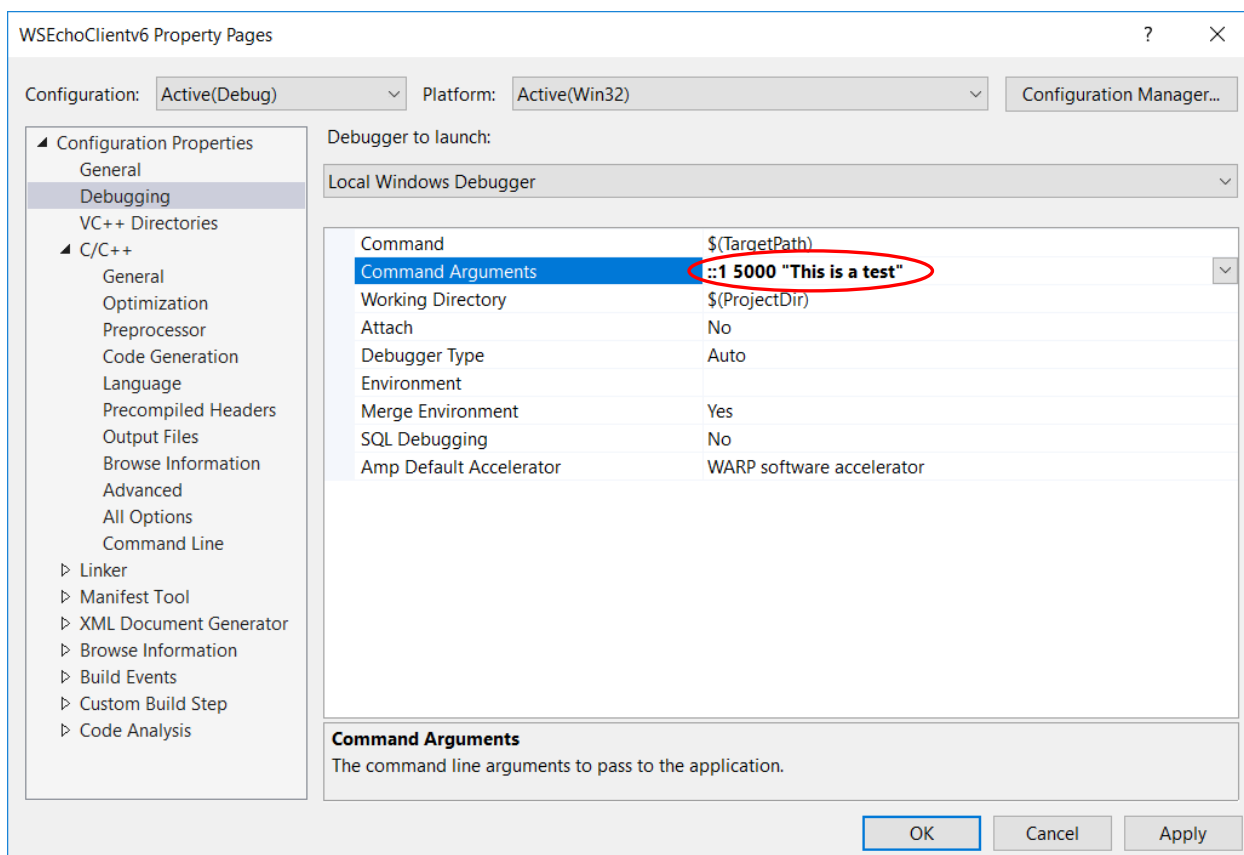 WSEchoClientv6 Property Pages
Configuration: Active(Debug) Platform: Active(Win32) Configuration Manager...
Configuration Properties
General
Debugging
VC++ Directories
C/C++
General
Optimization
Preprocessor
Code Generation
Language
Precompiled Headers
Output Files
Browse Information
Advanced
All Options
Command Line
Linker
Manifest Tool
XML Document Generator
Browse Information
Build Events
Custom Build Step
Code Analysis
Debugger to launch:
Local Windows Debugger
Command $(TargetPath)
Command Arguments ::1 5000 "This is a test"
Working Directory $(ProjectDir)
Attach No
Debugger Type Auto
Environment
Merge Environment Yes
SQL Debugging No
Amp Default Accelerator WARP software accelerator
Command Arguments
The command line arguments to pass to the application.
OK Cancel Apply